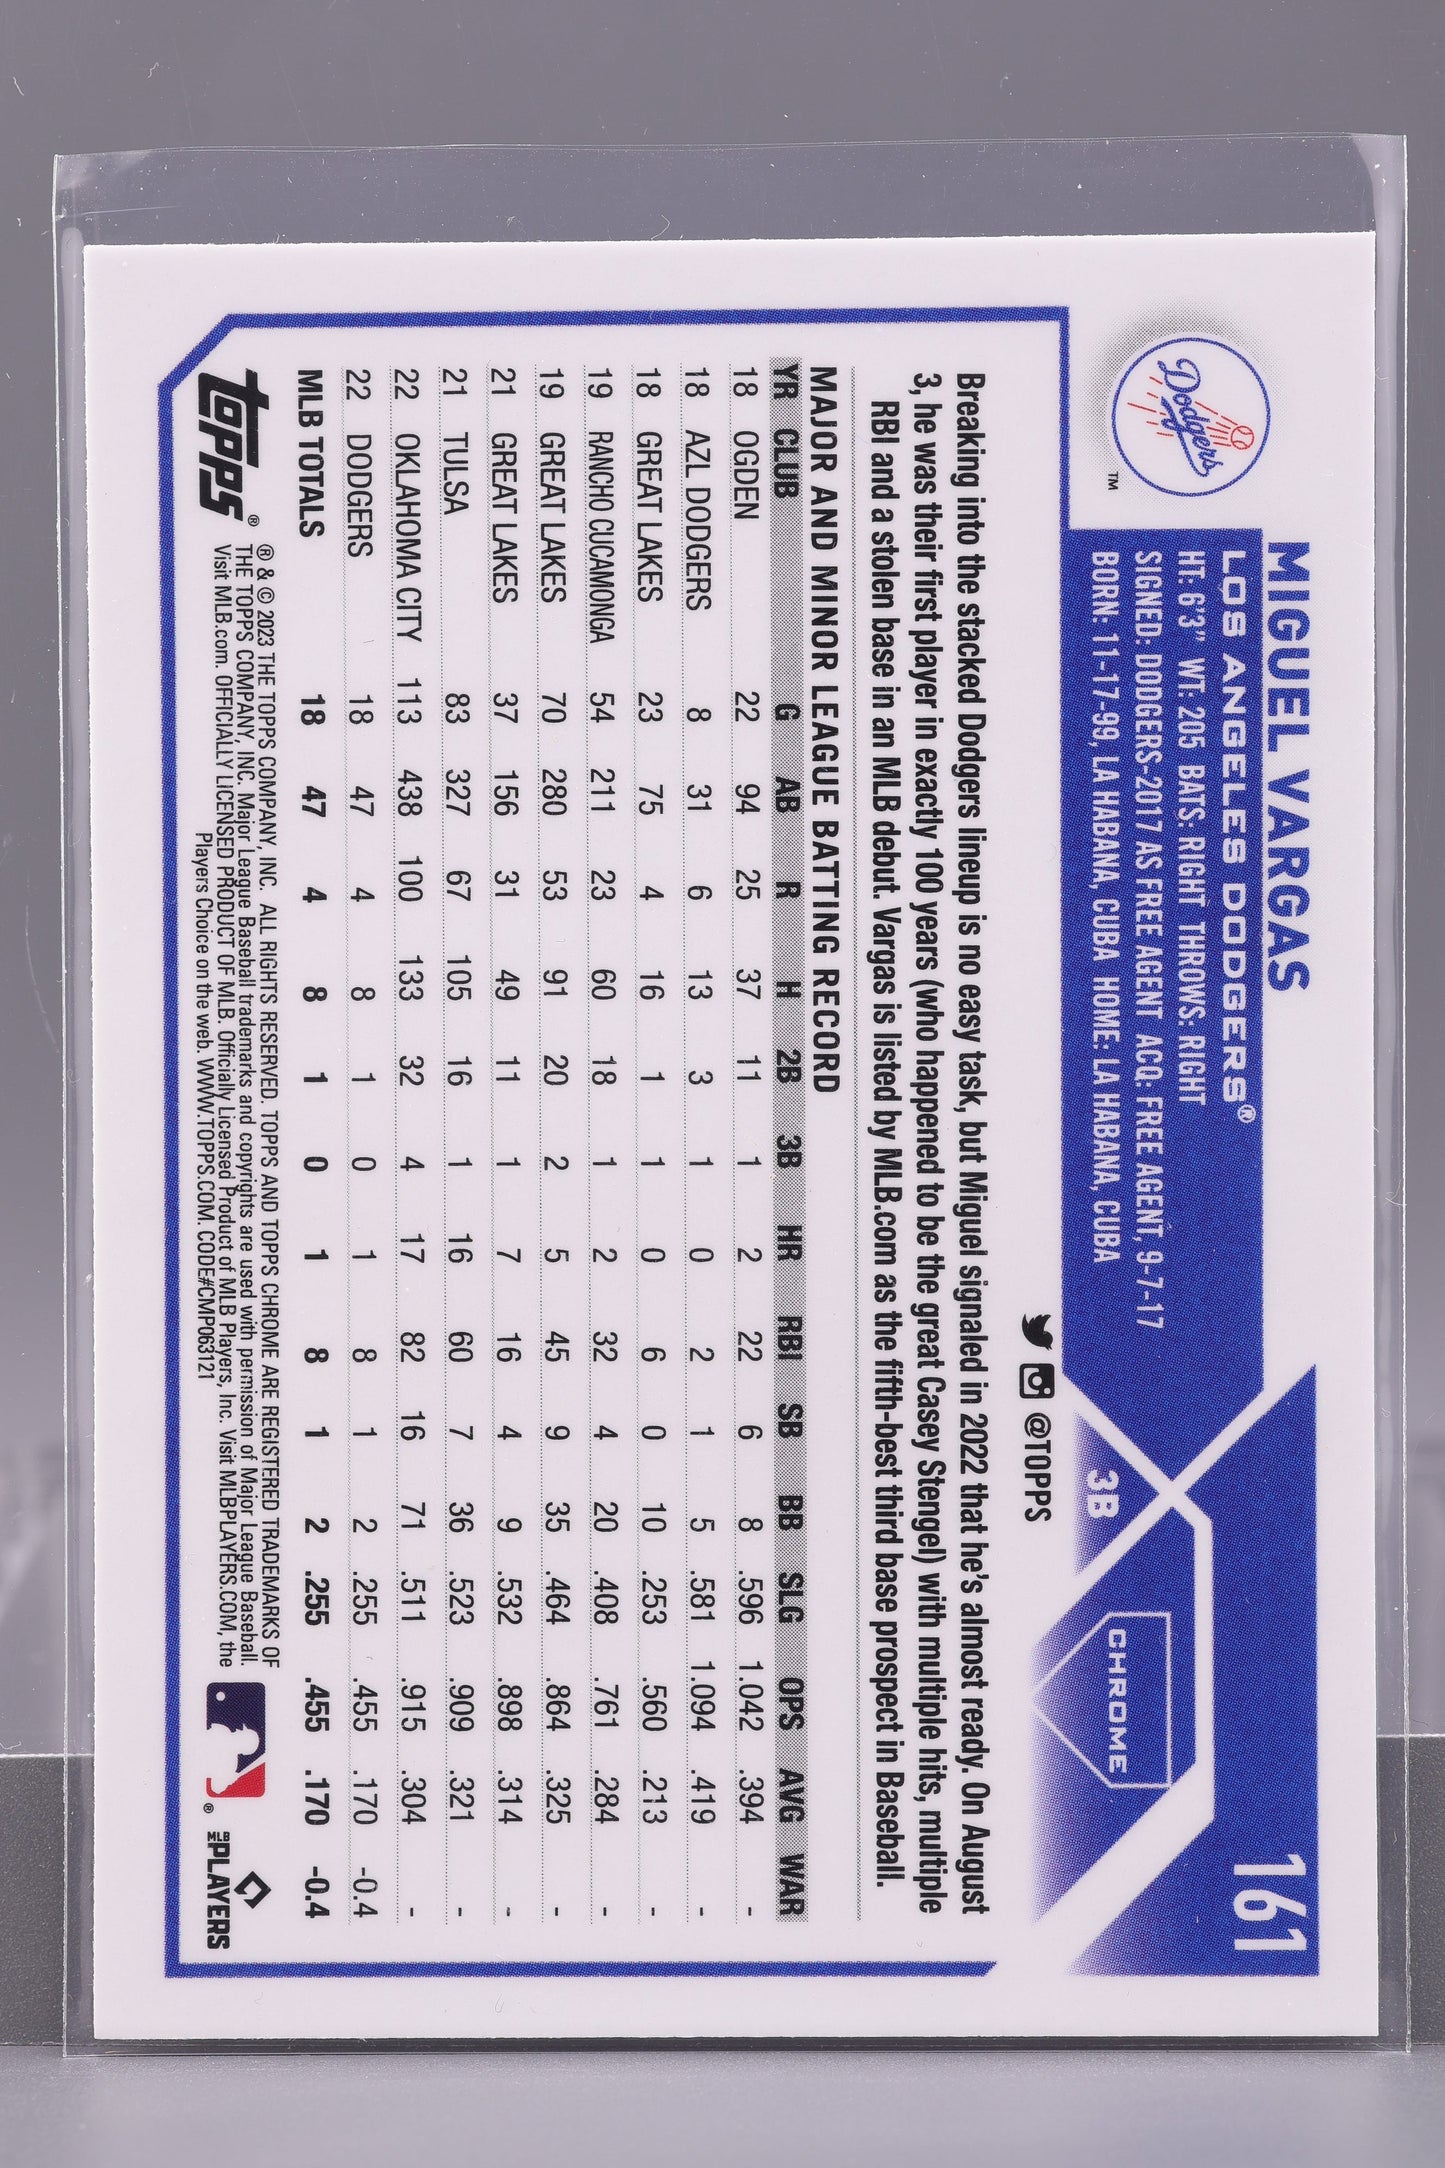 161
MIGUEL VARGAS
LOS ANGELES DODGERS®
HT: 6'3" WT: 205 BATS: RIGHT THROWS: RIGHT
SIGNED: DODGERS-2017 AS FREE AGENT ACQ: FREE AGENT, 9-7-17
BORN: 11-17-99, LA HABANA, CUBA HOME: LA HABANA, CUBA
Dodgers
TM
3B
CHROME
@TOPPS
Breaking into the stacked Dodgers lineup is no easy task, but Miguel signaled in 2022 that he's almost ready. On August
3, he was their first player in exactly 100 years (who happened to be the great Casey Stengel) with multiple hits, multiple
RBI and a stolen base in an MLB debut. Vargas is listed by MLB.com as the fifth-best third base prospect in Baseball.
MAJOR AND MINOR LEAGUE BATTING RECORD
YR CLUB G AB R H 2B 3B HR RBI SB BB SLG OPS AVG WAR
18 OGDEN 22 94 25 37 11 1 2 22 6 8 .596 1.042 .394 -
18 AZL DODGERS 8 31 6 13 3 1 0 2 1 5 .581 1.094 .419 -
18 GREAT LAKES 23 75 4 16 1 1 0 6 0 10 .253 .560 .213 -
19 RANCHO CUCAMONGA 54 211 23 60 18 1 2 32 4 20 .408 .761 .284 -
19 GREAT LAKES 70 280 53 91 20 2 5 45 9 35 .464 .864 .325 -
21 GREAT LAKES 37 156 31 49 11 1 7 16 4 9 .532 .898 .314 -
21 TULSA 83 327 67 105 16 1 16 60 7 36 .523 .909 .321 -
22 OKLAHOMA CITY 113 438 100 133 32 4 17 82 16 71 .511 .915 .304 -
22 DODGERS 18 47 4 8 1 0 1 8 1 2 .255 .455 .170 -0.4
MLB TOTALS 18 47 4 8 1 0 1 8 1 2 .255 .455 .170 -0.4
topps®
® & © 2023 THE TOPPS COMPANY, INC. ALL RIGHTS RESERVED. TOPPS AND TOPPS CHROME ARE REGISTERED TRADEMARKS OF
THE TOPPS COMPANY, INC. Major League Baseball trademarks and copyrights are used with permission of Major League Baseball.
Visit MLB.com. OFFICIALLY LICENSED PRODUCT OF MLB. Officially Licensed Product of MLB Players, Inc. Visit MLBPLAYERS.COM, the
Players Choice on the web. WWW.TOPPS.COM. CODE#CMP063121
®
MLB PLAYERS